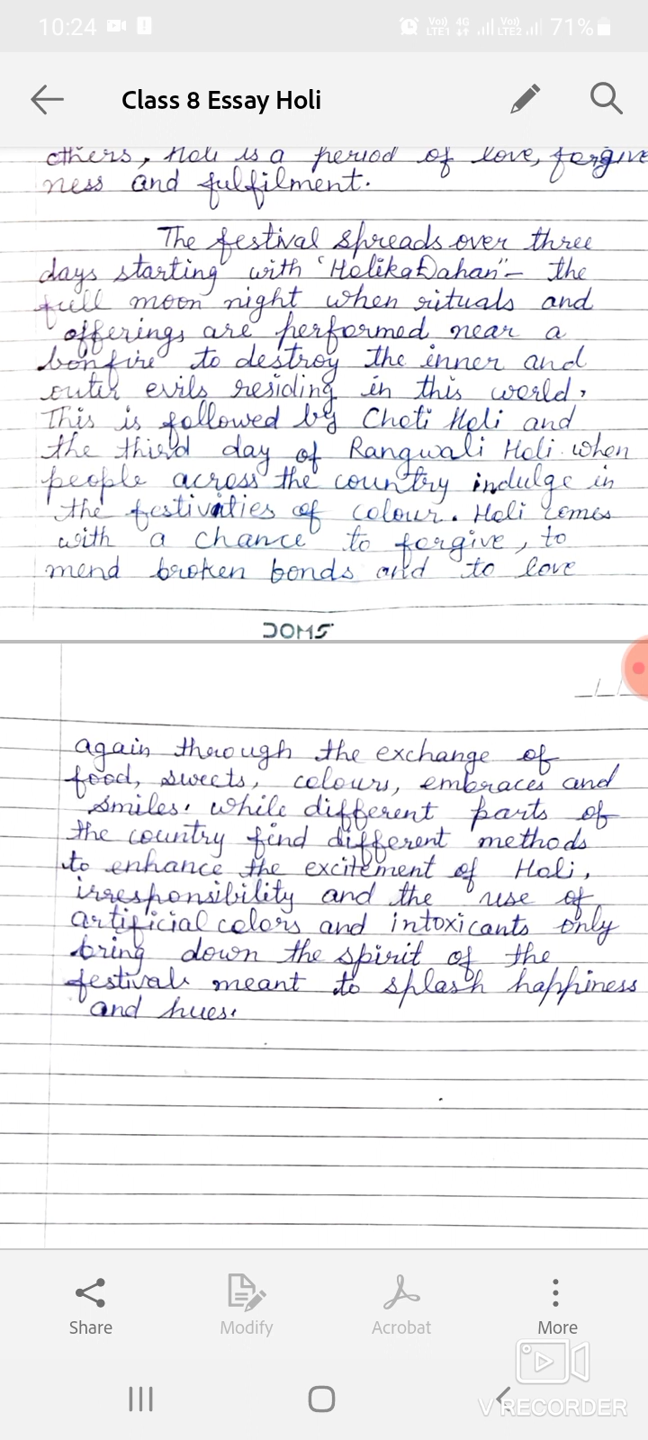 10:24
Voo) LTE1 4G Voo) LTE2 71%
Class 8 Essay Holi
others, Holi is a period of love, forgive
ness and fulfilment.
The festival spreads over three
days starting with 'Holika Dahan" – the
full moon night when rituals and
offerings are performed near a
bonfire to destroy the inner and
outer evils residing in this world.
This is followed by Choti Holi and
the third day of Rangwali Holi when
people across the country indulge in
the festivities of colour. Holi comes
with a chance to forgive, to
mend broken bonds and to love
DOMS
again through the exchange of
food, sweets, colours, embraces and
smiles. while different parts of
the country find different methods
to enhance the excitement of Holi,
irresponsibility and the use of
artificial colors and intoxicants only
bring down the spirit of the
festival meant to splash happiness
and hues.
Share Modify Acrobat More
V RECORDER